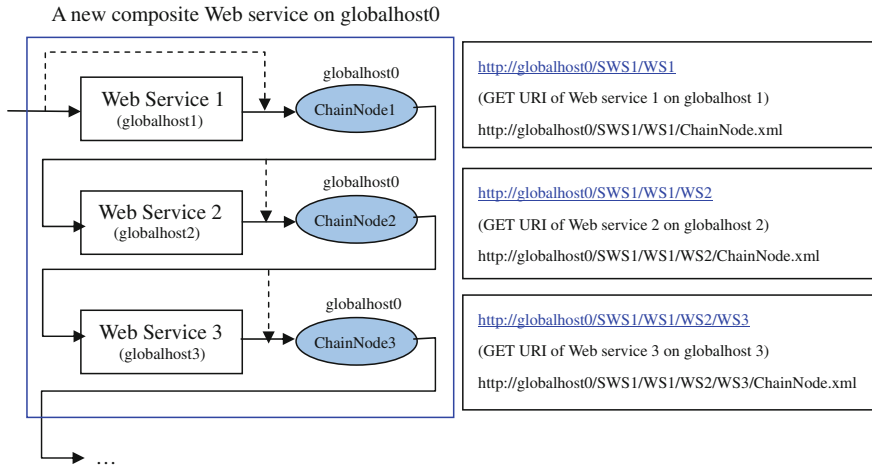 A new composite Web service on globalhost0
globalhost0
Web Service 1
(globalhost1)
ChainNode1
http://globalhost0/SWS1/WS1
(GET URI of Web service 1 on globalhost 1)
http://globalhost0/SWS1/WS1/ChainNode.xml
globalhost0
Web Service 2
(globalhost2)
ChainNode2
http://globalhost0/SWS1/WS1/WS2
(GET URI of Web service 2 on globalhost 2)
http://globalhost0/SWS1/WS1/WS2/ChainNode.xml
globalhost0
Web Service 3
(globalhost3)
ChainNode3
http://globalhost0/SWS1/WS1/WS2/WS3
(GET URI of Web service 3 on globalhost 3)
http://globalhost0/SWS1/WS1/WS2/WS3/ChainNode.xml
...